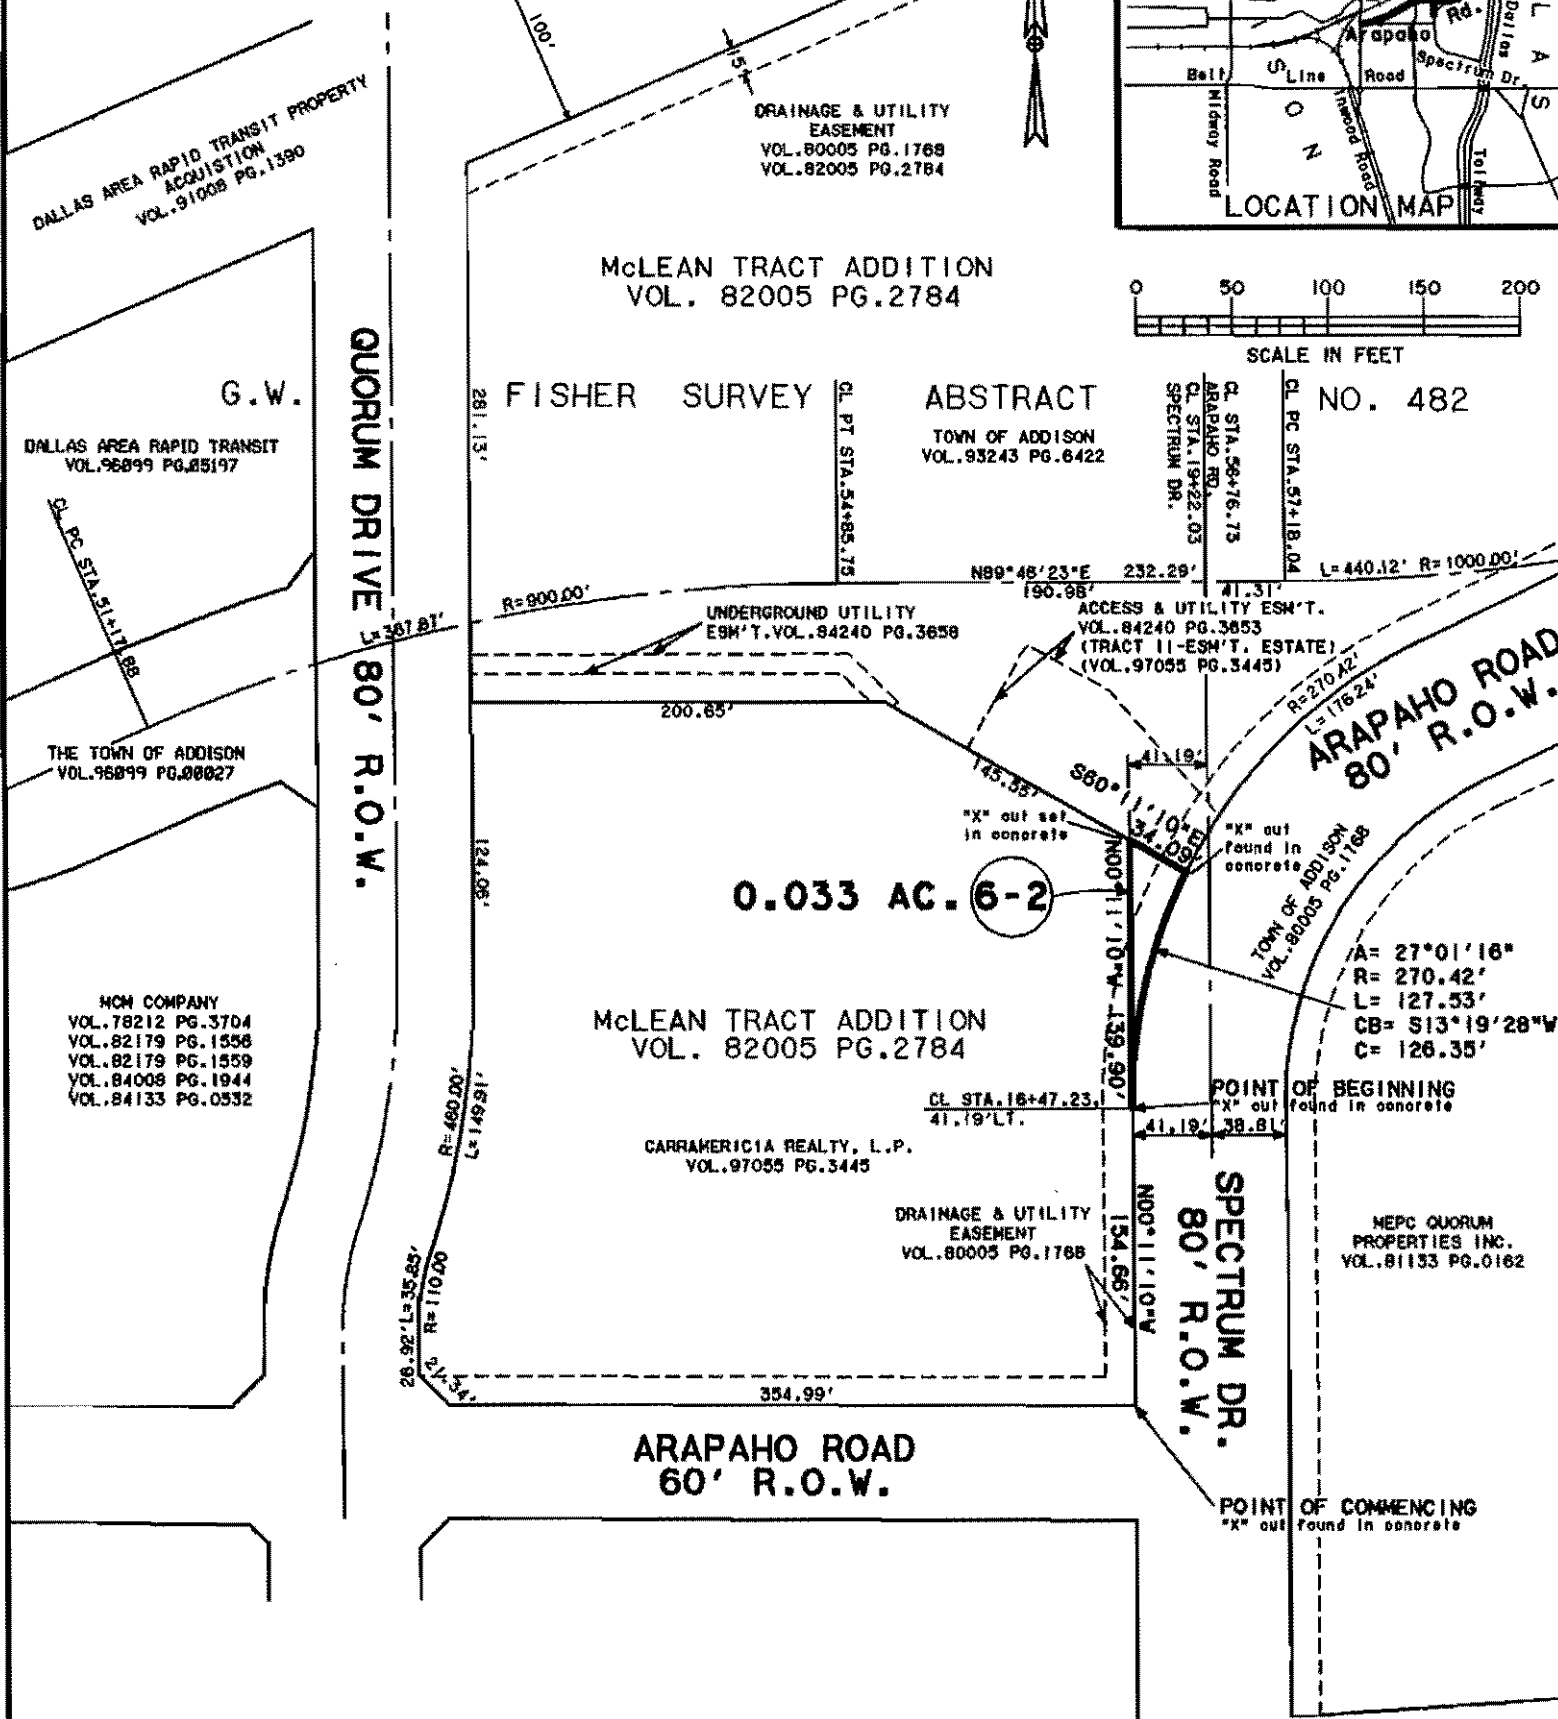 100'
15'
DALLAS AREA RAPID TRANSIT PROPERTY
ACQUISTION
VOL.91008 PG.1390
DRAINAGE & UTILITY
EASEMENT
VOL.80005 PG.1768
VOL.82005 PG.2784
Rd.
Arapaho
Dallas
L
A
S
Spectrum Dr.
Belt Line Road
S
O
N
Midway Road
Inwood Road
Tollway
LOCATION MAP
McLEAN TRACT ADDITION
VOL. 82005 PG.2784
0 50 100 150 200
SCALE IN FEET
G.W. FISHER SURVEY ABSTRACT NO. 482
QUORUM DRIVE 80' R.O.W.
281.13'
DALLAS AREA RAPID TRANSIT
VOL.96099 PG.05197
TOWN OF ADDISON
VOL.93243 PG.6422
CL PT STA.54+85.75
CL STA.56+76.73
ARAPAHO RD.
CL STA.19+22.03
SPECTRUM DR.
CL PC STA.57+18.04
CL PC STA.51+17.88
N89°46'23"E 232.29'
190.98' 41.31'
L=440.12' R=1000.00'
R=900.00'
L=367.87'
UNDERGROUND UTILITY
ESM'T.VOL.84240 PG.3658
ACCESS & UTILITY ESM'T.
VOL.84240 PG.3653
(TRACT II-ESM'T. ESTATE)
(VOL.97055 PG.3445)
R=270.42'
L=176.24'
ARAPAHO ROAD
80' R.O.W.
200.65'
THE TOWN OF ADDISON
VOL.96099 PG.00027
41.19'
145.55'
S60°11'10"E
34.09'
"X" cut set
in concrete
"X" cut
found in
concrete
124.06'
0.033 AC. 6-2
N00°11'10"W 139.90'
TOWN OF ADDISON
VOL.80005 PG.1768
Δ= 27°01'16"
R= 270.42'
L= 127.53'
CB= S13°19'28"W
C= 126.35'
MCM COMPANY
VOL.78212 PG.3704
VOL.82179 PG.1556
VOL.82179 PG.1559
VOL.84008 PG.1944
VOL.84133 PG.0532
McLEAN TRACT ADDITION
VOL. 82005 PG.2784
R=460.00'
L=149.91'
CL STA.16+47.23,
41.19'LT.
POINT OF BEGINNING
"X" cut found in concrete
41.19' 38.81'
CARRAMERICIA REALTY, L.P.
VOL.97055 PG.3445
DRAINAGE & UTILITY
EASEMENT
VOL.80005 PG.1768
N00°11'10"W
154.66'
SPECTRUM DR.
80' R.O.W.
MEPC QUORUM
PROPERTIES INC.
VOL.81133 PG.0162
26.92' L=35.85'
R=110.00
21.34'
354.99'
ARAPAHO ROAD
60' R.O.W.
POINT OF COMMENCING
"X" cut found in concrete